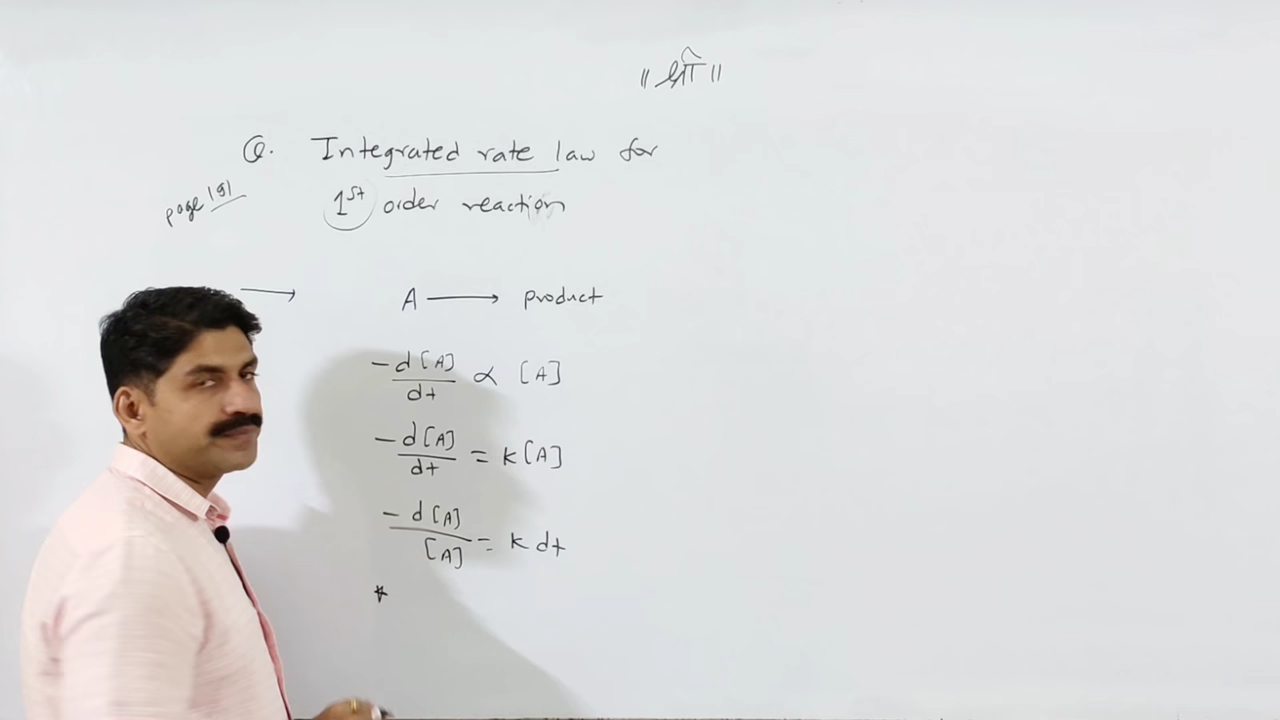 ॥ श्री ॥
Q. Integrated rate law for
page 191
1st order reaction
⟶ A ⟶ product
-d[A]/dt ∝ [A]
-d[A]/dt = k[A]
-d[A]/[A] = k dt
*